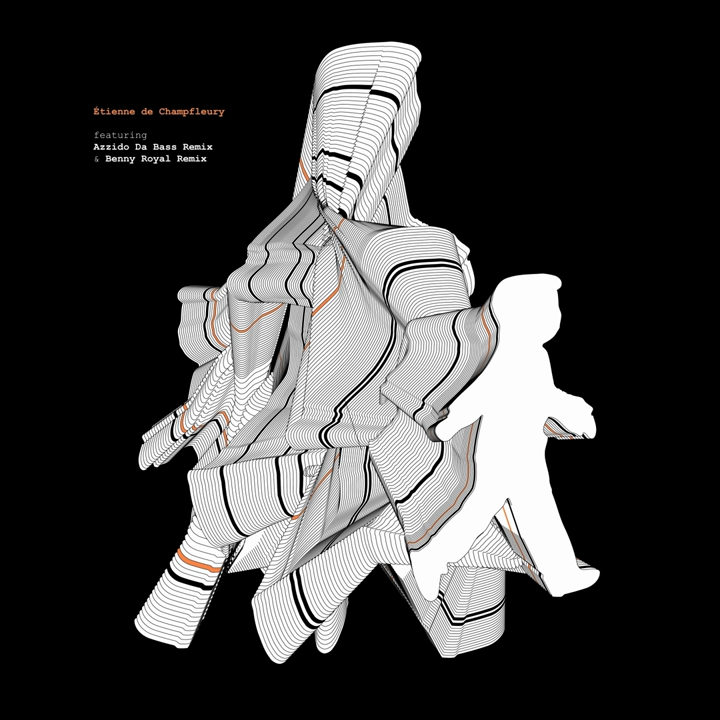 Étienne de Champfleury
featuring
Azzido Da Bass Remix
& Benny Royal Remix